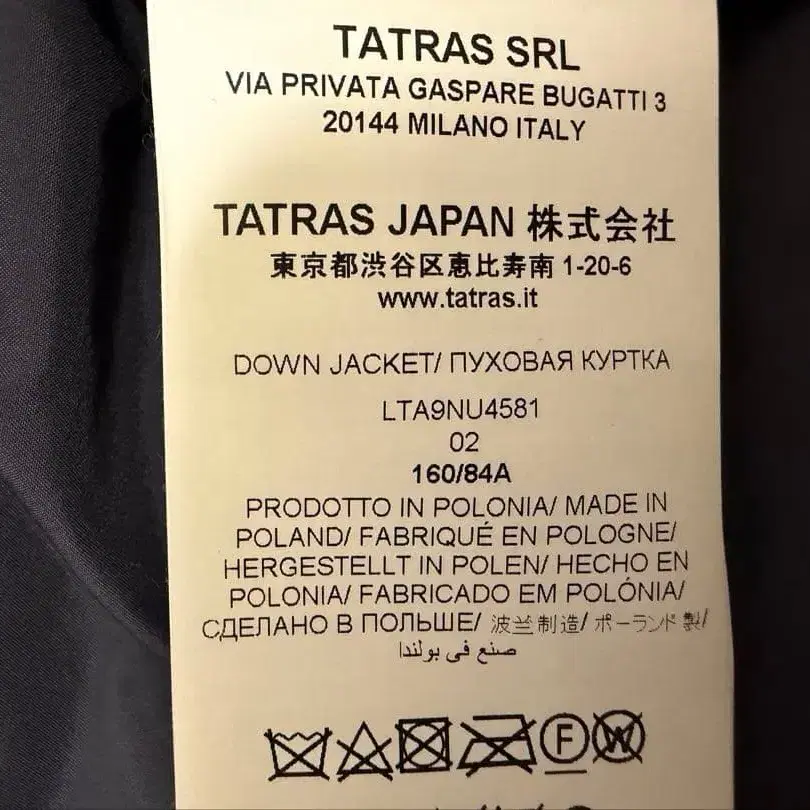 TATRAS SRL
VIA PRIVATA GASPARE BUGATTI 3
20144 MILANO ITALY
TATRAS JAPAN 株式会社
東京都渋谷区恵比寿南 1-20-6
www.tatras.it
DOWN JACKET/ ПУХОВАЯ КУРТКА
LTA9NU4581
02
160/84A
PRODOTTO IN POLONIA/ MADE IN
POLAND/ FABRIQUÉ EN POLOGNE/
HERGESTELLT IN POLEN/ HECHO EN
POLONIA/ FABRICADO EM POLÓNIA/
СДЕЛАНО В ПОЛЬШЕ/ 波兰制造/ ポーランド製/
صنع في بولندا
F W